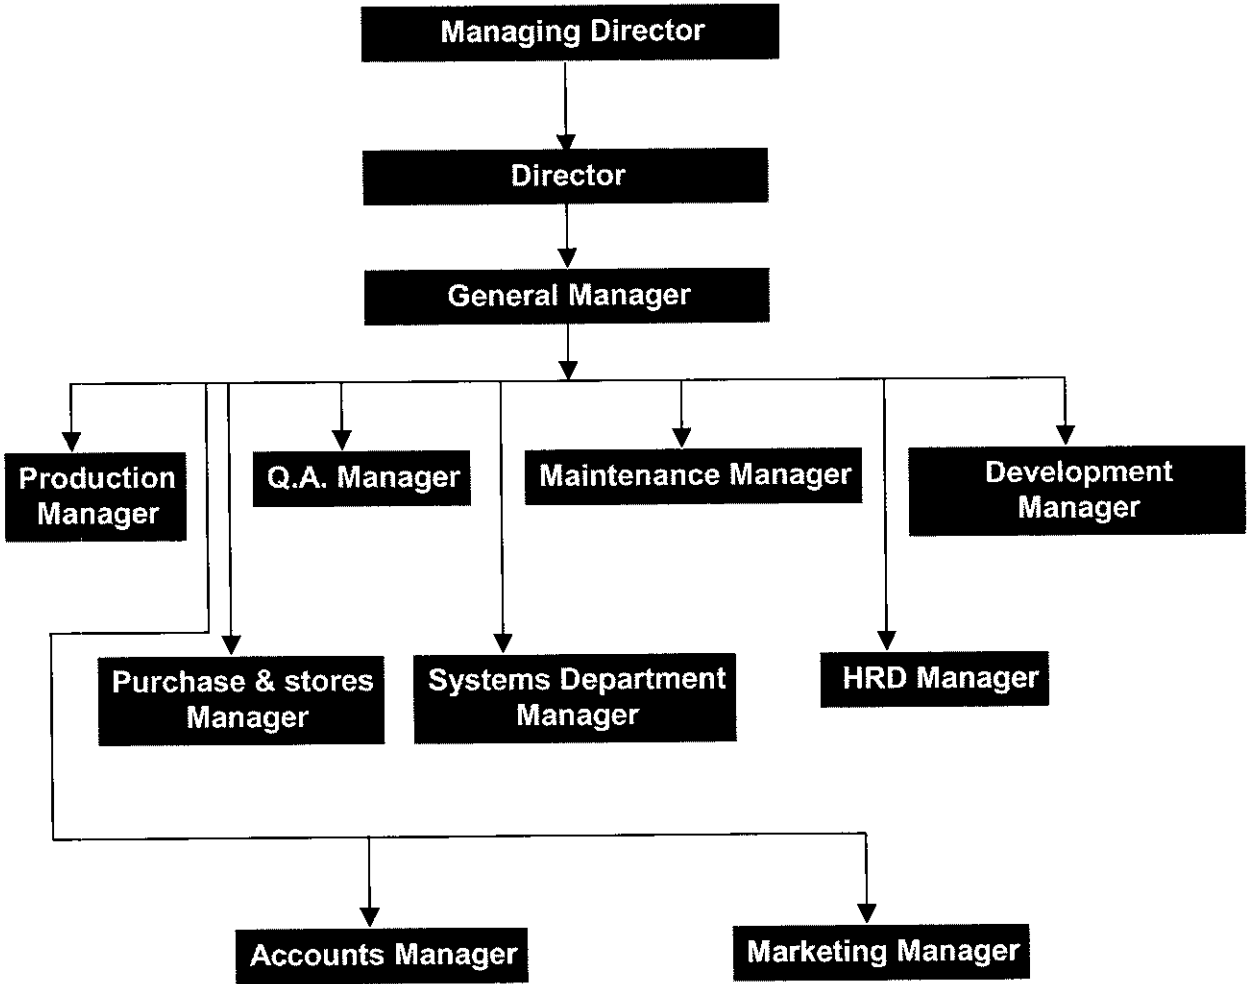 Managing Director
Director
General Manager
Production
Manager
Q.A. Manager
Maintenance Manager
Development
Manager
Purchase & stores
Manager
Systems Department
Manager
HRD Manager
Accounts Manager
Marketing Manager